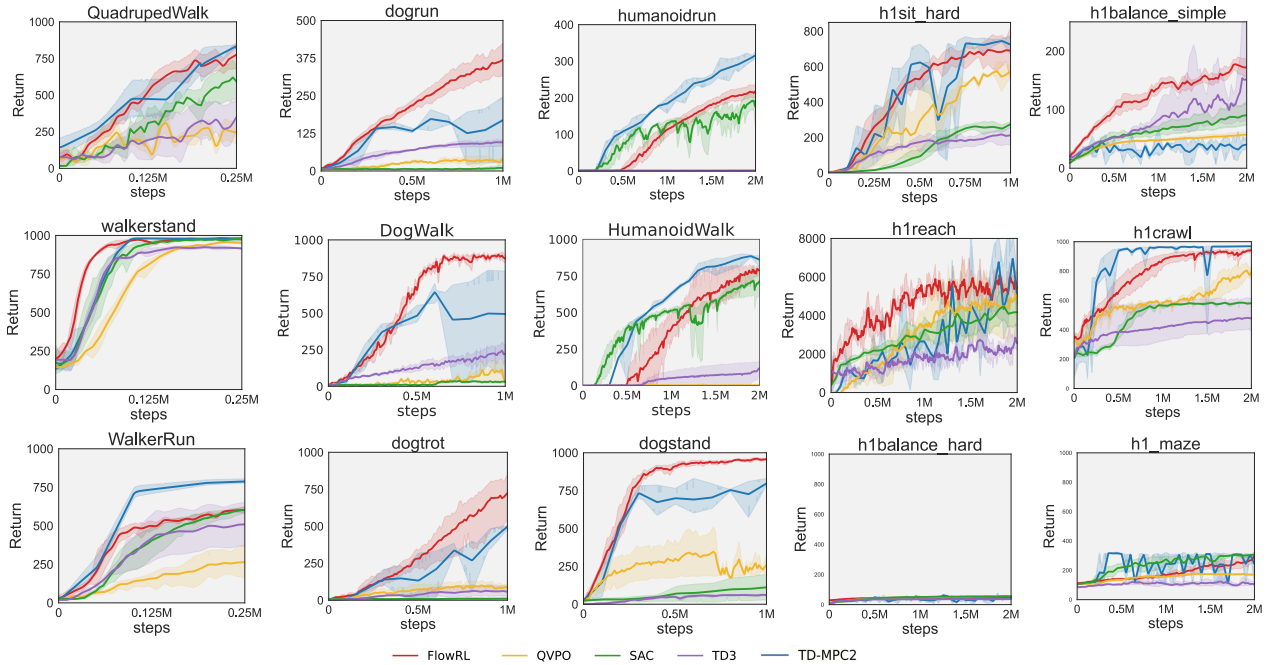 QuadrupedWalk
1000
750
500
250
0
Return
0
0.125M
0.25M
steps
dogrun
500
375
250
125
0
Return
0
0.5M
1M
steps
humanoidrun
400
300
200
100
0
Return
0
0.5M
1.5M
2M
steps
h1sit_hard
800
600
400
200
0
Return
0
0.25M
0.5M
0.75M
1M
steps
h1balance_simple
200
100
0
Return
0
0.5M
1M
1.5M
2M
steps
walkerstand
1000
750
500
250
0
Return
0
0.125M
0.25M
steps
DogWalk
1000
750
500
250
0
Return
0
0.5M
1M
steps
HumanoidWalk
1000
750
500
250
0
Return
0
0.5M
1.5M
2M
steps
h1reach
8000
6000
4000
2000
0
Return
0.5M
1M
1.5M
2M
steps
h1crawl
1000
800
600
400
200
0
Return
0
0.5M
1M
1.5M
2M
steps
WalkerRun
1000
750
500
250
0
Return
0
0.125M
0.25M
steps
dogtrot
1000
750
500
250
0
Return
0
0.5M
1M
steps
dogstand
1000
750
500
250
0
Return
0.5M
1M
steps
h1balance_hard
1000
800
600
400
200
0
Return
0
0.5M
1M
1.5M
2M
steps
h1_maze
1000
800
600
400
200
0
Return
0.5M
1M
1.5M
2M
steps
FlowRL QVPO SAC TD3 TD-MPC2